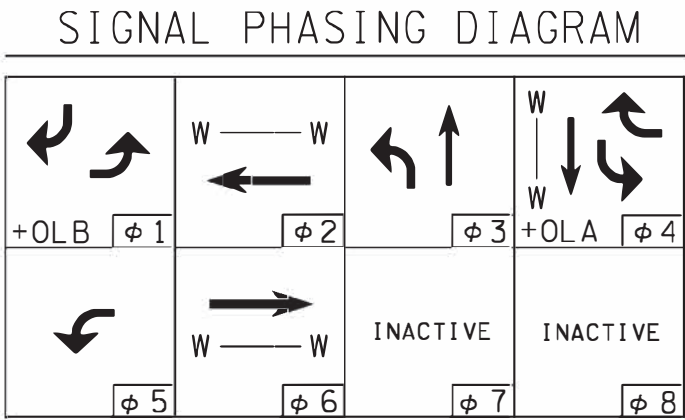 SIGNAL PHASING DIAGRAM
+OLB ϕ 1
W W
ϕ 2
ϕ 3
W
W
+OLA ϕ 4
ϕ 5
W W
ϕ 6
INACTIVE
ϕ 7
INACTIVE
ϕ 8